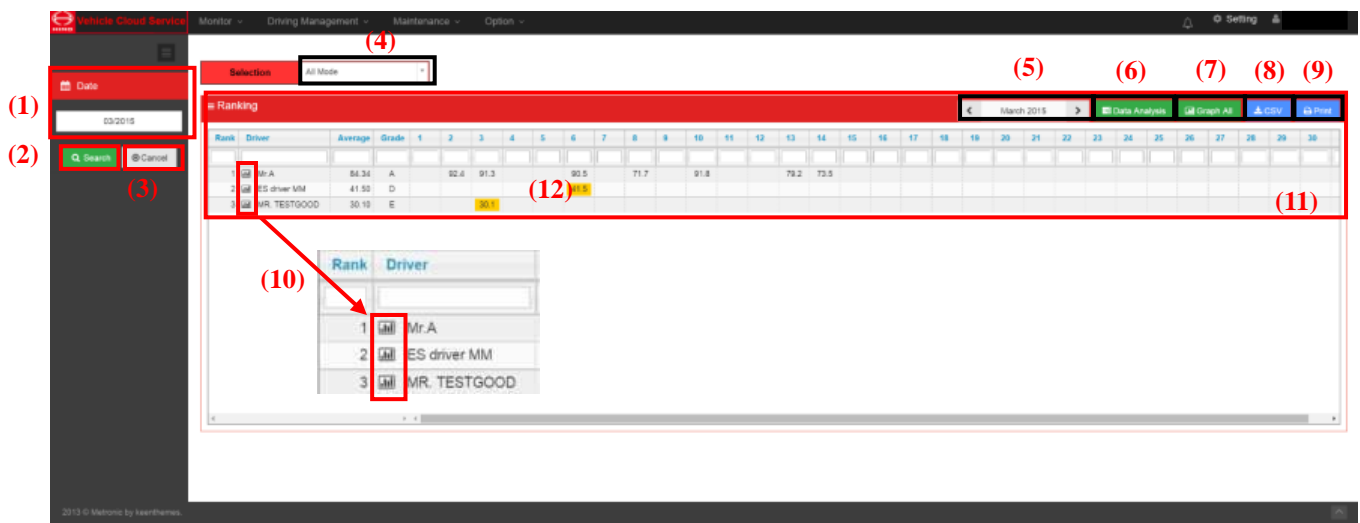 HINO Vehicle Cloud Service Monitor Driving Management Maintenance Option Setting
(4)
Selection All Mode
(5) (6) (7) (8) (9)
Date
(1)
03/2015
Ranking
March 2015 Data Analysis Graph All CSV Print
Rank Driver Average Grade 1 2 3 4 5 6 7 8 9 10 11 12 13 14 15 16 17 18 19 20 21 22 23 24 25 26 27 28 29 30
(2) Search Cancel
(3)
1 Mr.A 84.34 A 92.4 91.3 90.5 71.7 91.8 79.2 73.5
2 ES driver MM 41.50 D 41.5
(12)
3 MR. TESTGOOD 30.10 E 30.1
(11)
(10)
Rank Driver
1 Mr.A
2 ES driver MM
3 MR. TESTGOOD
2013 © Metronic by keenthemes.